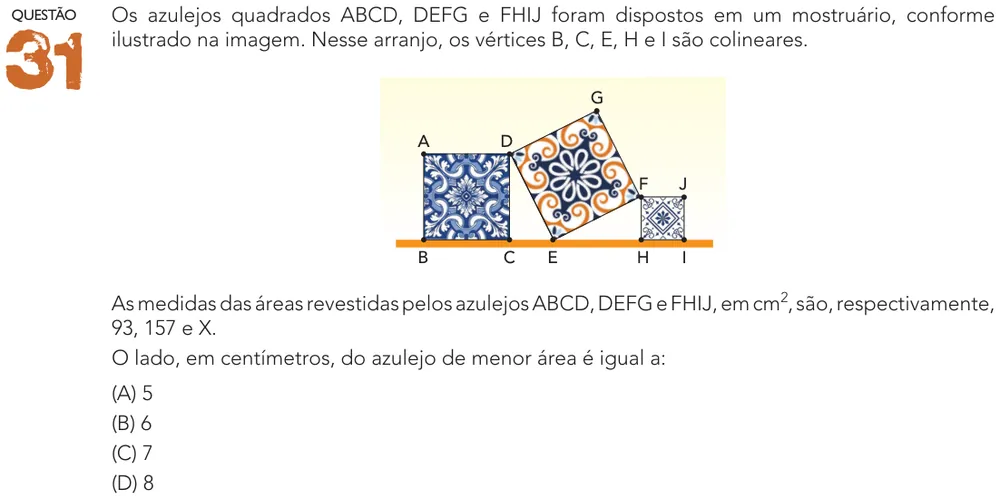 QUESTÃO
31
Os azulejos quadrados ABCD, DEFG e FHIJ foram dispostos em um mostruário, conforme
ilustrado na imagem. Nesse arranjo, os vértices B, C, E, H e I são colineares.
G
A
D
F
J
B
C
E
H
I
As medidas das áreas revestidas pelos azulejos ABCD, DEFG e FHIJ, em cm², são, respectivamente,
93, 157 e X.
O lado, em centímetros, do azulejo de menor área é igual a:
(A) 5
(B) 6
(C) 7
(D) 8